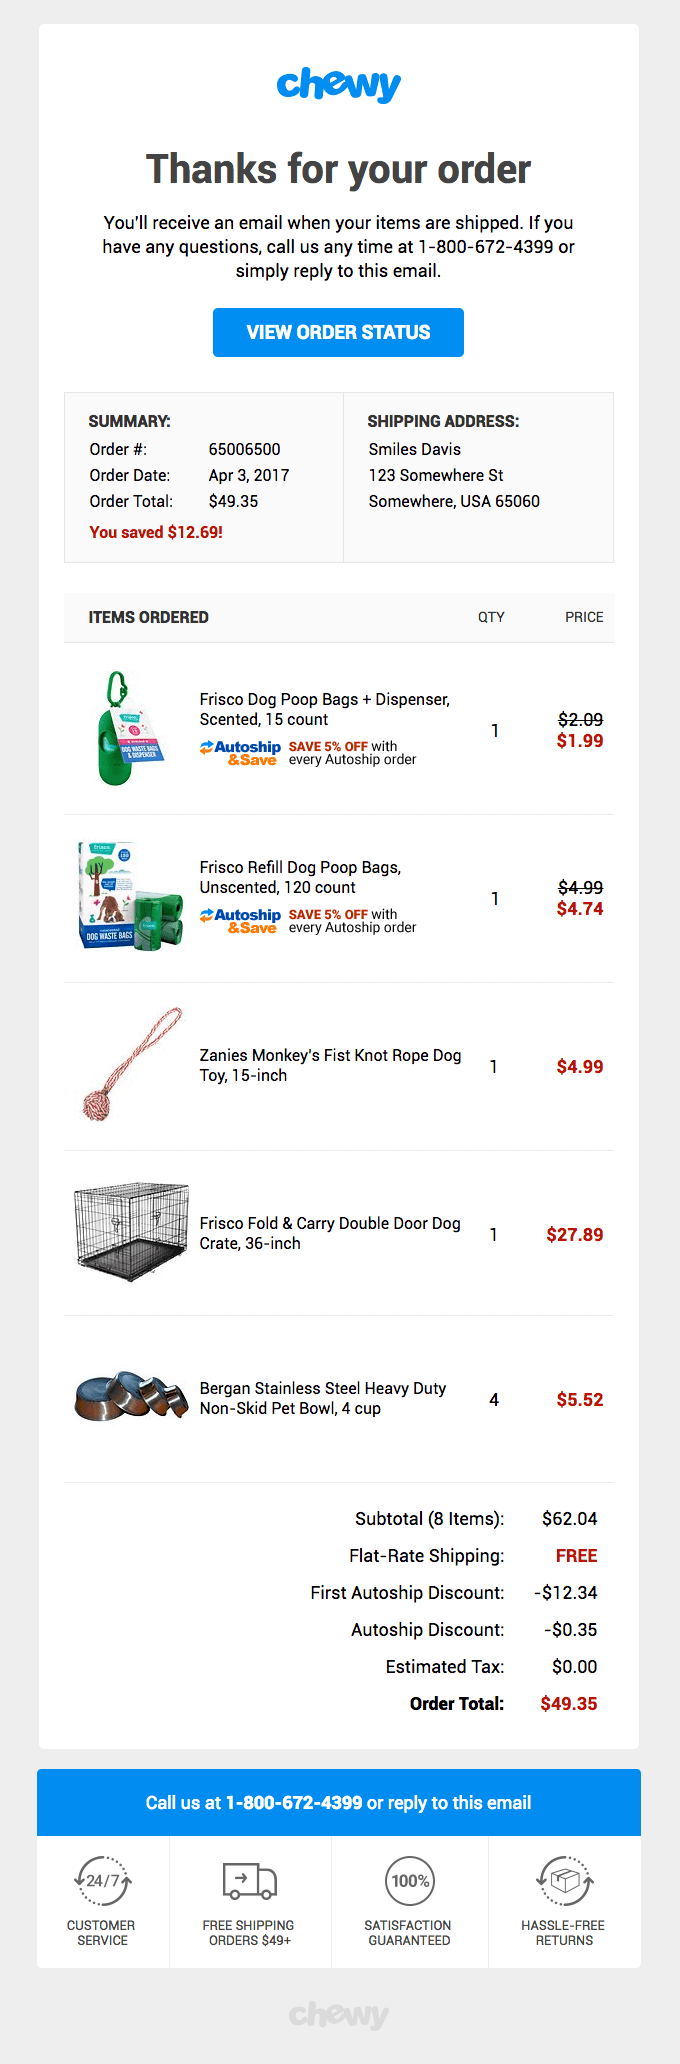 chewy
Thanks for your order
You'll receive an email when your items are shipped. If you
have any questions, call us any time at 1-800-672-4399 or
simply reply to this email.
VIEW ORDER STATUS
SUMMARY:
Order #: 65006500
Order Date: Apr 3, 2017
Order Total: $49.35
You saved $12.69!
SHIPPING ADDRESS:
Smiles Davis
123 Somewhere St
Somewhere, USA 65060
ITEMS ORDERED QTY PRICE
frisco
DOG WASTE BAGS
& DISPENSER
Frisco Dog Poop Bags + Dispenser,
Scented, 15 count
Autoship
&Save
SAVE 5% OFF with
every Autoship order
1
$2.09
$1.99
frisco
DOG WASTE BAGS
Frisco Refill Dog Poop Bags,
Unscented, 120 count
Autoship
&Save
SAVE 5% OFF with
every Autoship order
1
$4.99
$4.74
Zanies Monkey's Fist Knot Rope Dog
Toy, 15-inch
1
$4.99
Frisco Fold & Carry Double Door Dog
Crate, 36-inch
1
$27.89
Bergan Stainless Steel Heavy Duty
Non-Skid Pet Bowl, 4 cup
4
$5.52
Subtotal (8 Items): $62.04
Flat-Rate Shipping: FREE
First Autoship Discount: -$12.34
Autoship Discount: -$0.35
Estimated Tax: $0.00
Order Total: $49.35
Call us at 1-800-672-4399 or reply to this email
24/7
CUSTOMER
SERVICE
FREE SHIPPING
ORDERS $49+
100%
SATISFACTION
GUARANTEED
HASSLE-FREE
RETURNS
chewy